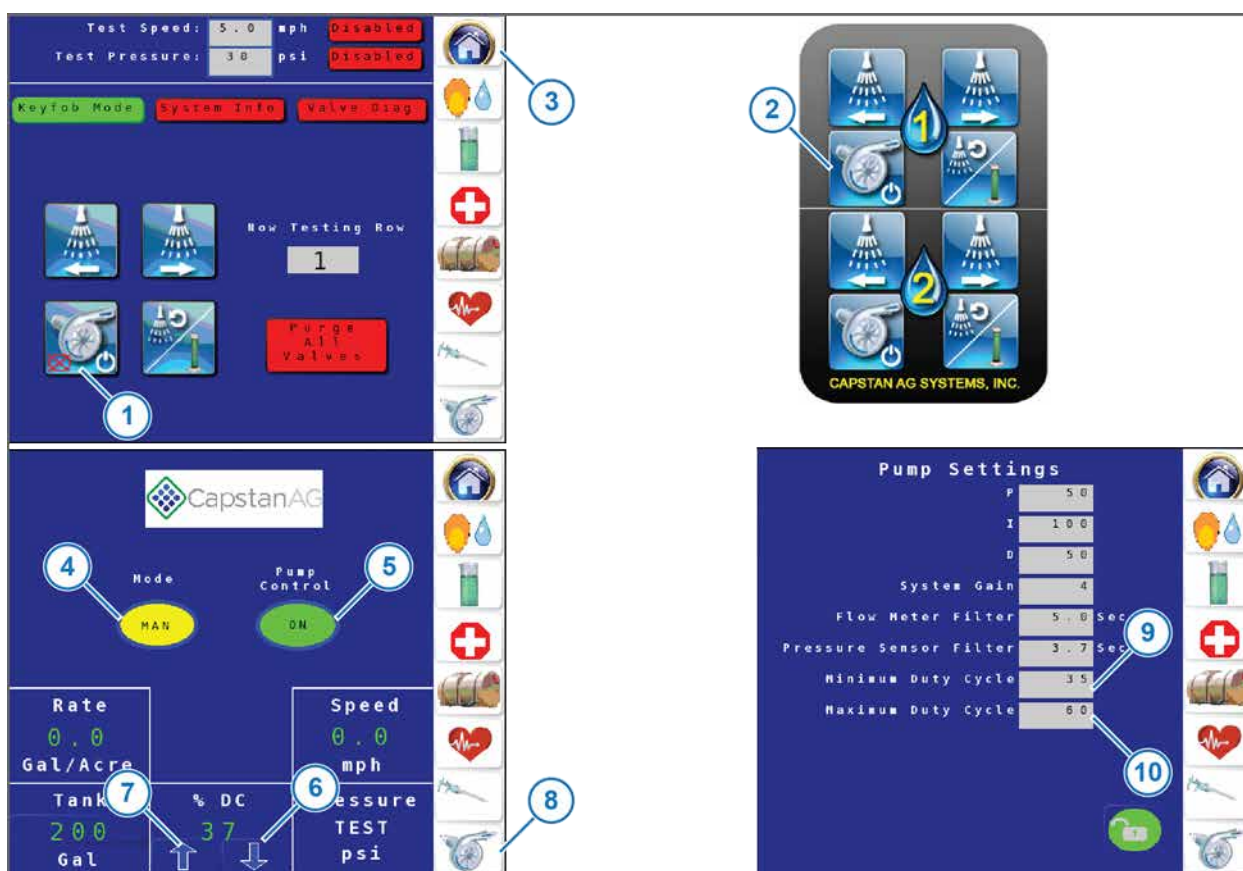 Test Speed: 5.0 mph Disabled
Test Pressure: 30 psi Disabled
Keyfob Mode System Info Valve Diag
Now Testing Row
1
Purge
All
Valves
1
3
2
1
2
CAPSTAN AG SYSTEMS, INC.
CapstanAG
4
5
Mode
Pump
Control
MAN
ON
Rate
0.0
Gal/Acre
Speed
0.0
mph
7
6
Tank
200
Gal
% DC
37
essure
TEST
psi
8
Pump Settings
P 50
I 100
D 50
System Gain 4
Flow Meter Filter 5.0 Sec
Pressure Sensor Filter 3.7 Sec
Minimum Duty Cycle 35
Maximum Duty Cycle 60
9
10